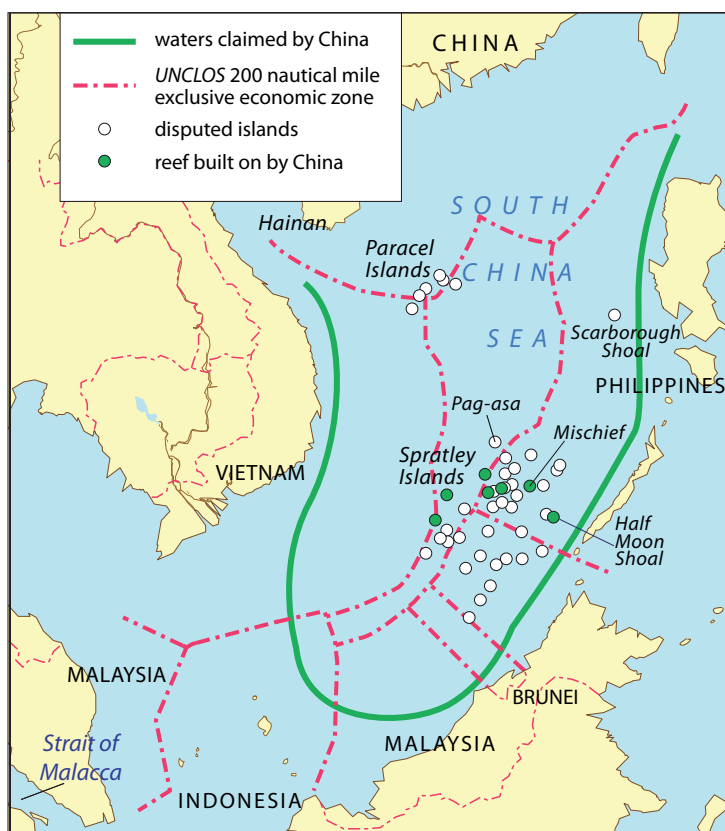 waters claimed by China
UNCLOS 200 nautical mile
exclusive economic zone
disputed islands
reef built on by China
CHINA
SOUTH
Hainan
Paracel
Islands
CHINA
SEA
Scarborough
Shoal
PHILIPPINES
Pag-asa
Mischief
Spratley
Islands
VIETNAM
Half
Moon
Shoal
MALAYSIA
BRUNEI
Strait of
Malacca
MALAYSIA
INDONESIA